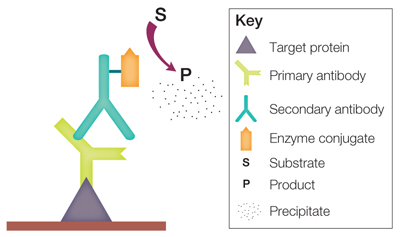 S
P
Key
Target protein
Primary antibody
Secondary antibody
Enzyme conjugate
S Substrate
P Product
Precipitate